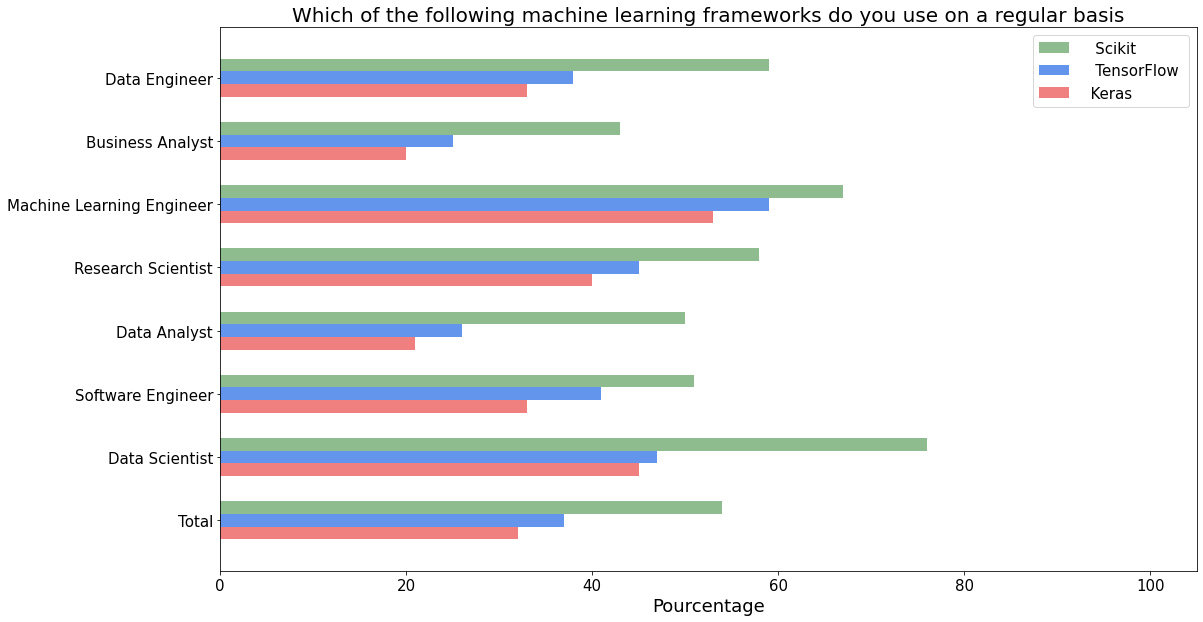 Which of the following machine learning frameworks do you use on a regular basis
Scikit
TensorFlow
Keras
Data Engineer
Business Analyst
Machine Learning Engineer
Research Scientist
Data Analyst
Software Engineer
Data Scientist
Total
0 20 40 60 80 100
Pourcentage